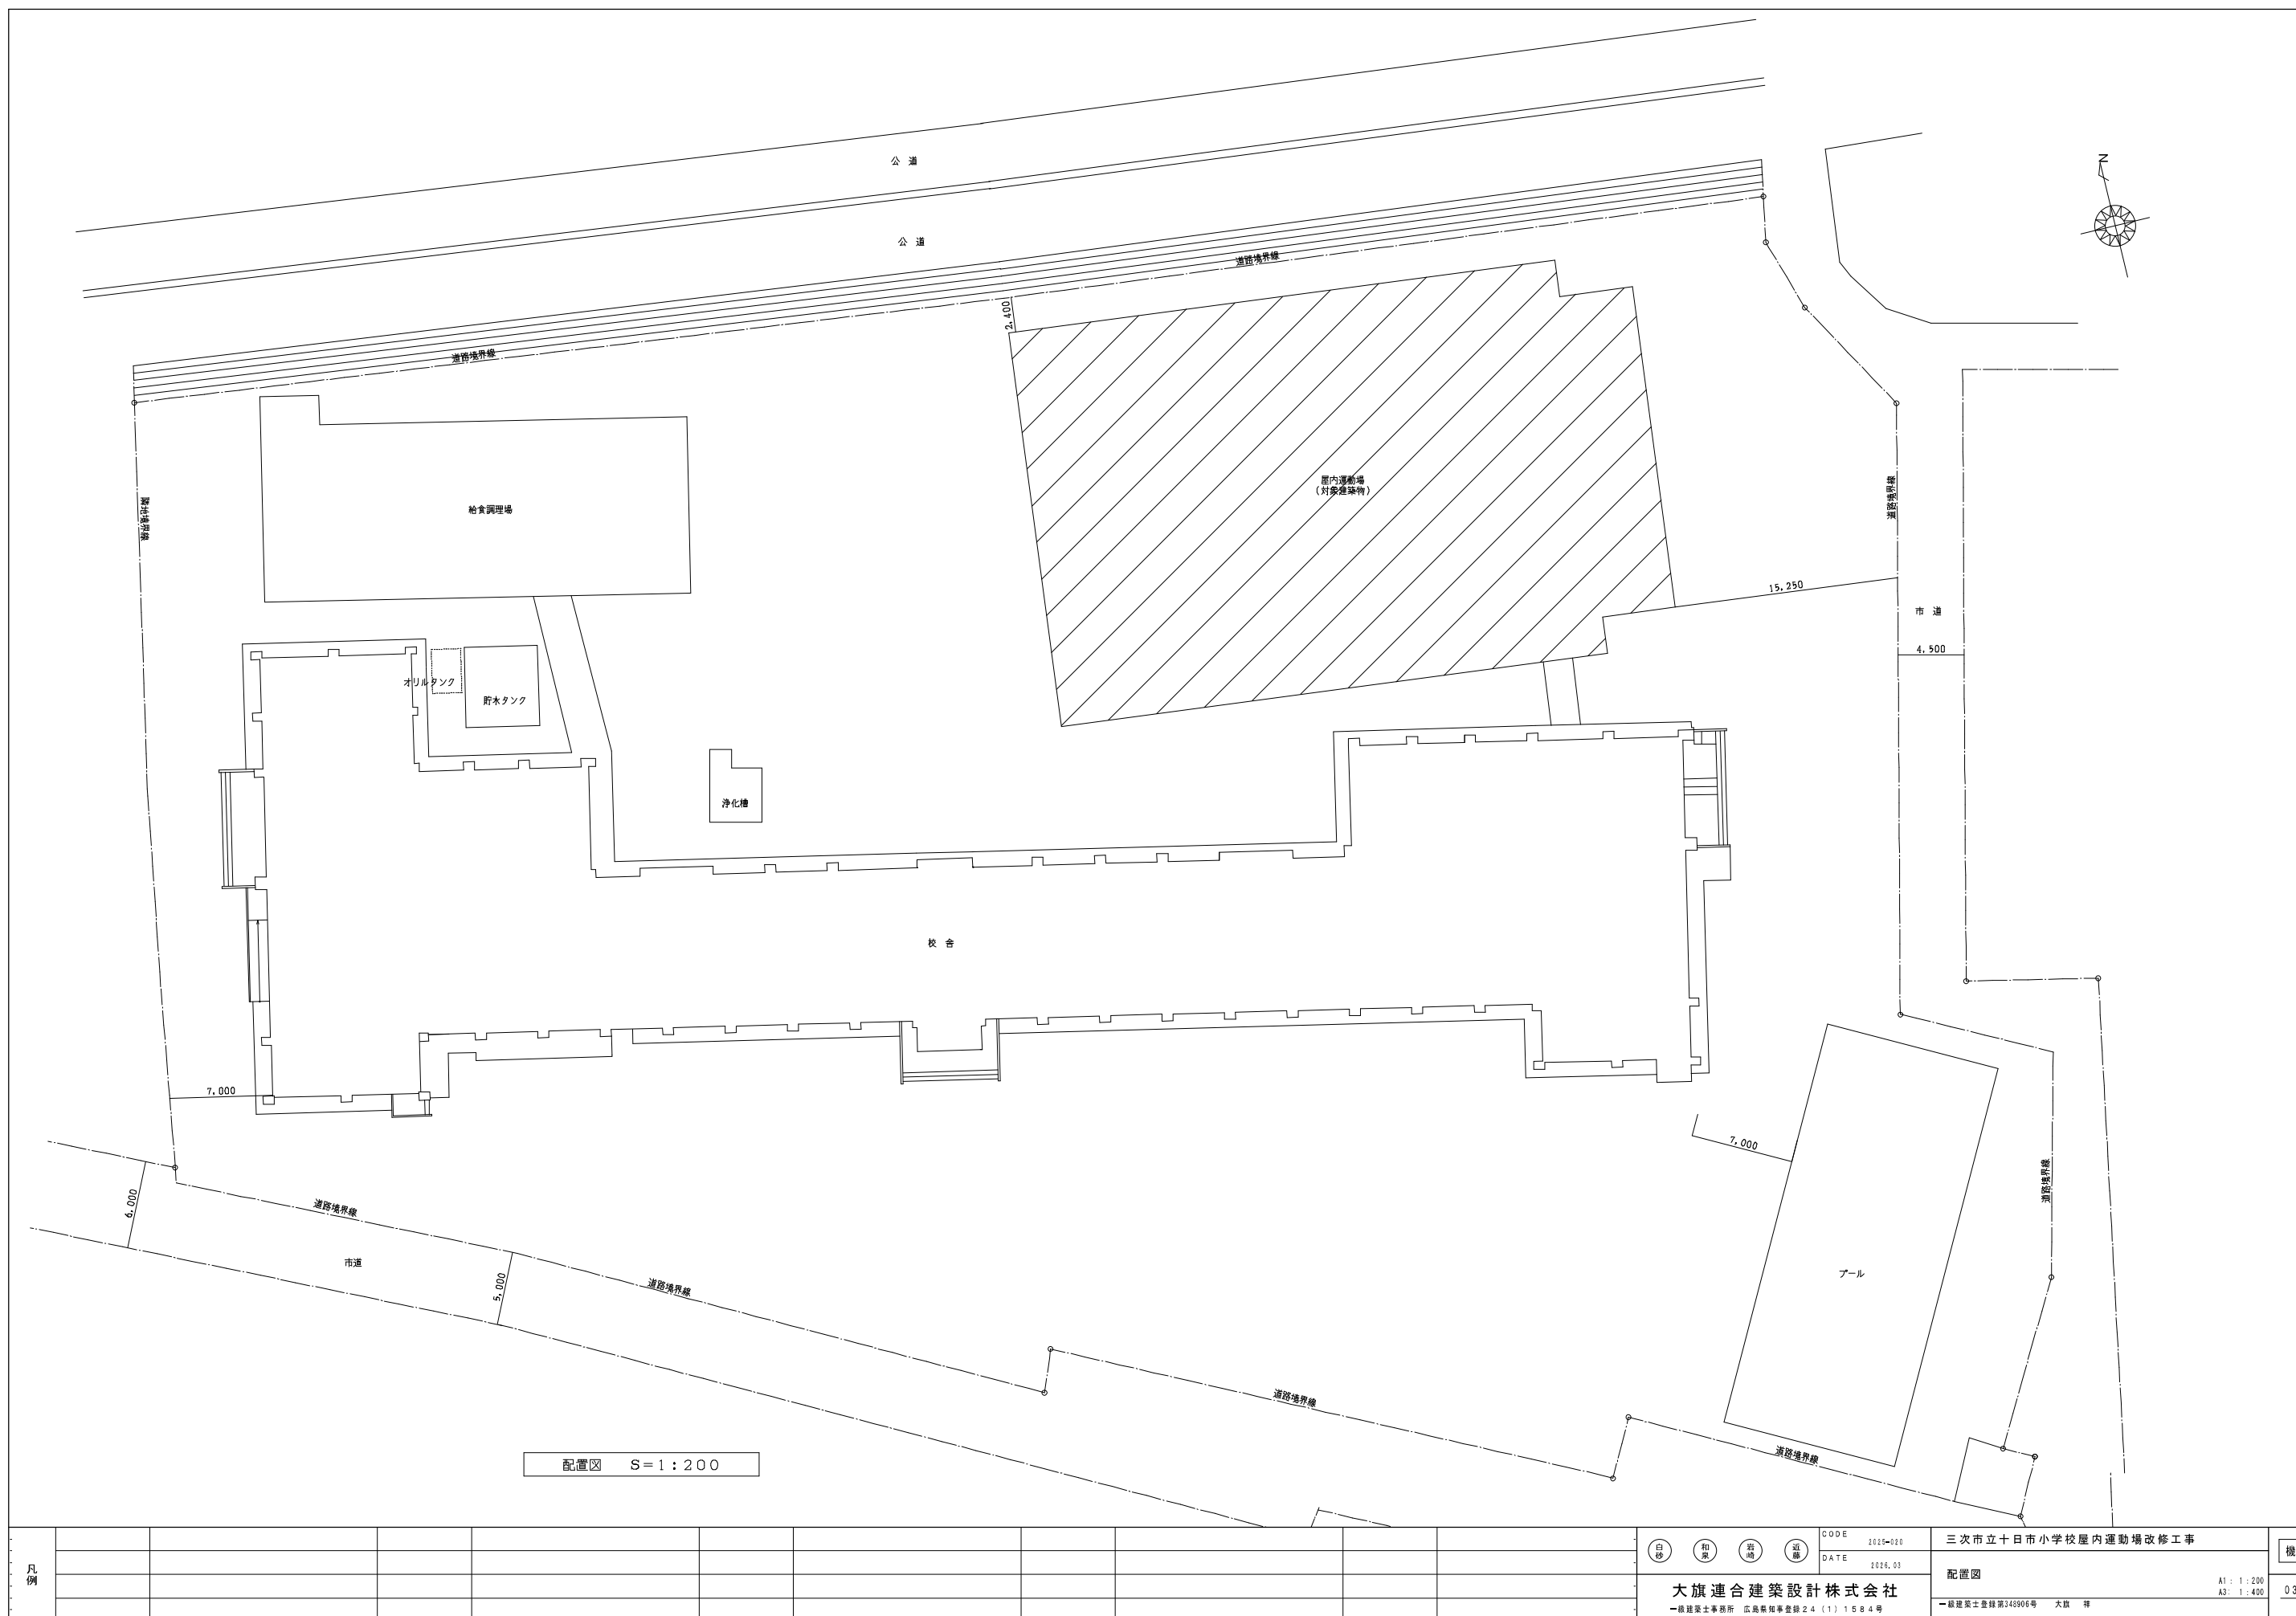 公 道
N
公 道
道路境界線
2,400
道路境界線
隣地境界線
屋内運動場
(対象建築物)
給食調理場
道路境界線
15,250
市 道
4,500
オリルタンク
貯水タンク
浄化槽
校 舎
7,000
7,000
6,000
道路境界線
道路境界線
市道
5,000
道路境界線
プール
道路境界線
道路境界線
配置図 S=1:200
凡例
白砂
和泉
岩崎
近藤
CODE
2025-020
DATE
2026.03
大旗連合建築設計株式会社
一級建築士事務所 広島県知事登録24(1)1584号
三次市立十日市小学校屋内運動場改修工事
配置図
A1: 1:200
A3: 1:400
一級建築士登録第348906号 大旗 祥
機
03